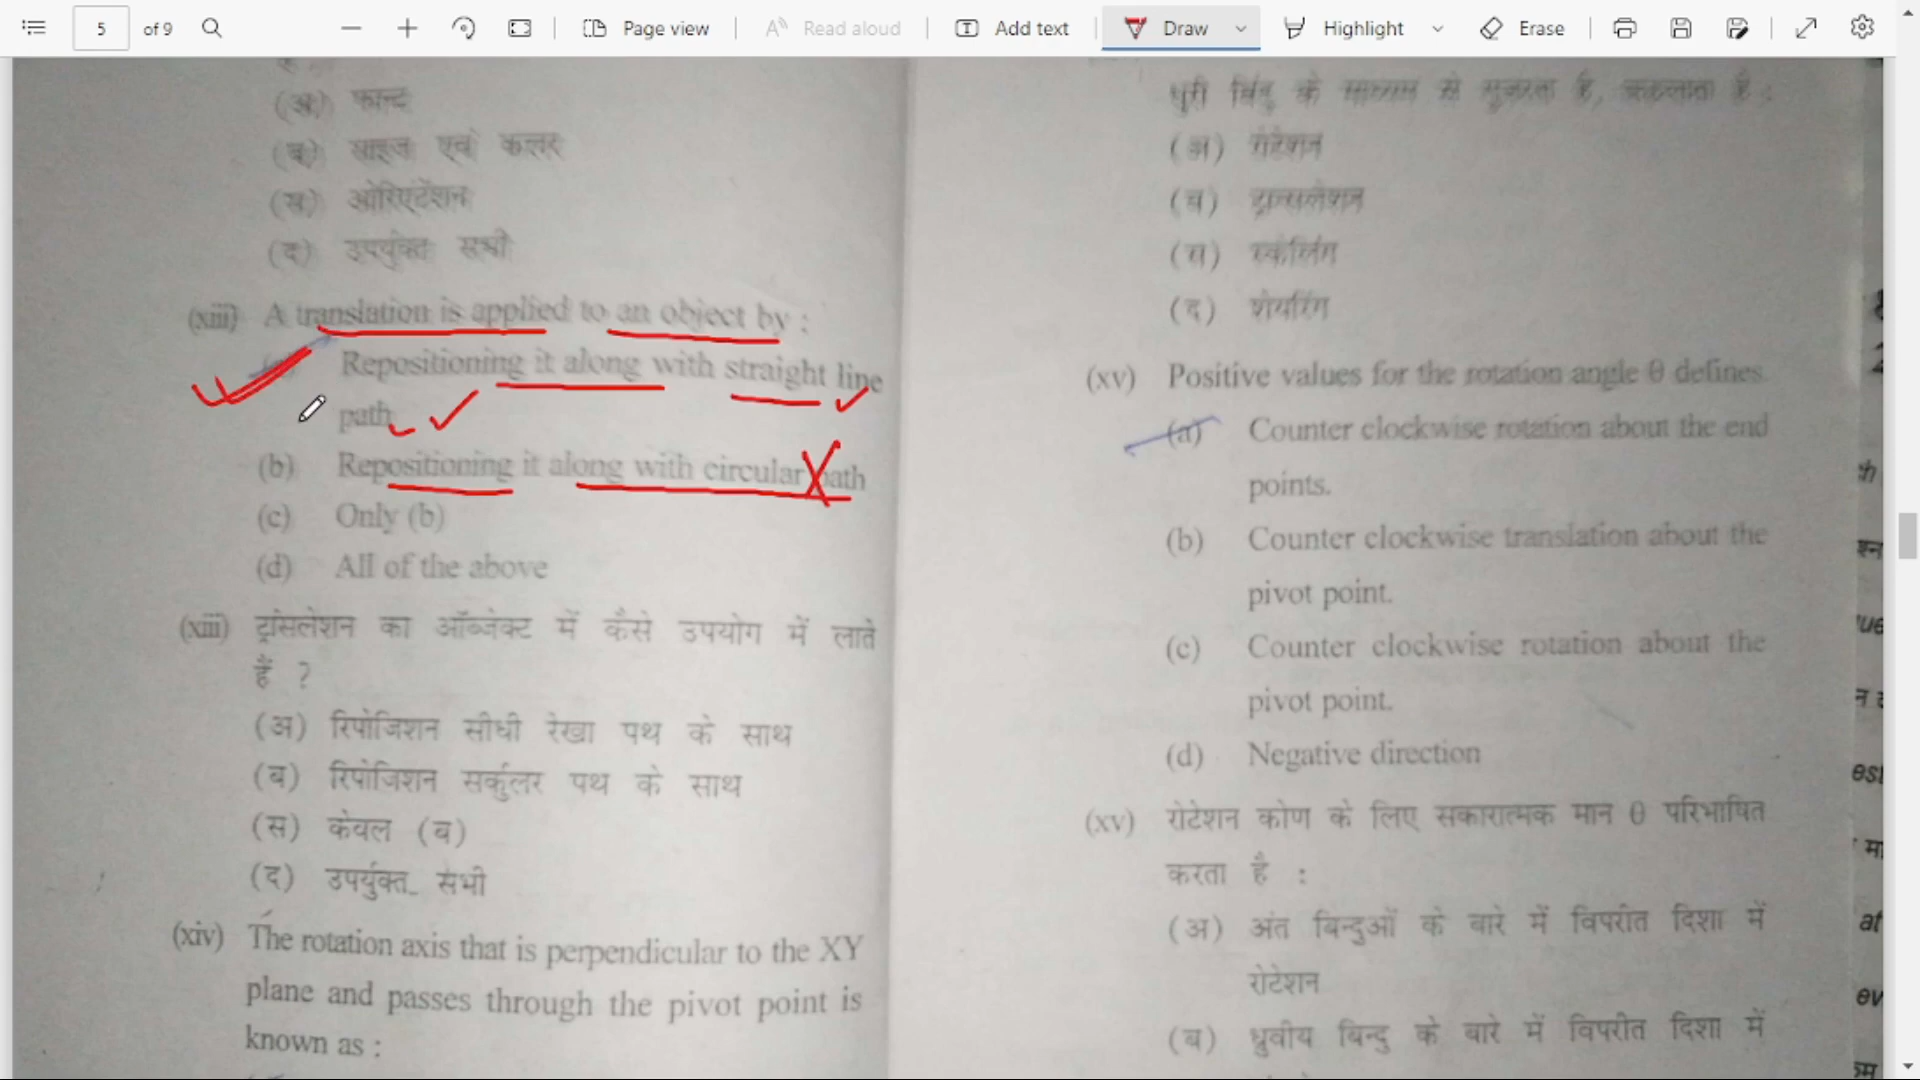 5 of 9
Page view
Read aloud
Add text
Draw
Highlight
Erase
(अ) फान्ट
(ब) साइज एवं कलर
(स) ओरिएंटेशन
(द) उपर्युक्त सभी
(xiii) A translation is applied to an object by :
Repositioning it along with straight line
path
(b) Repositioning it along with circular path
(c) Only (b)
(d) All of the above
(xiii) ट्रांसलेशन का ऑब्जेक्ट में कैसे उपयोग में लाते
हैं ?
(अ) रिपोजिशन सीधी रेखा पथ के साथ
(ब) रिपोजिशन सर्कुलर पथ के साथ
(स) केवल (ब)
(द) उपर्युक्त सभी
(xiv) The rotation axis that is perpendicular to the XY
plane and passes through the pivot point is
known as :
धुरी बिंदु के माध्यम से गुजरता है, कहलाता है :
(अ) रोटेशन
(ब) ट्रान्सलेशन
(स) स्केलिंग
(द) शेयरिंग
(xv) Positive values for the rotation angle θ defines
(a) Counter clockwise rotation about the end
points.
(b) Counter clockwise translation about the
pivot point.
(c) Counter clockwise rotation about the
pivot point.
(d) Negative direction
(xv) रोटेशन कोण के लिए सकारात्मक मान θ परिभाषित
करता है :
(अ) अंत बिन्दुओं के बारे में विपरीत दिशा में
रोटेशन
(ब) ध्रुवीय बिन्दु के बारे में विपरीत दिशा में